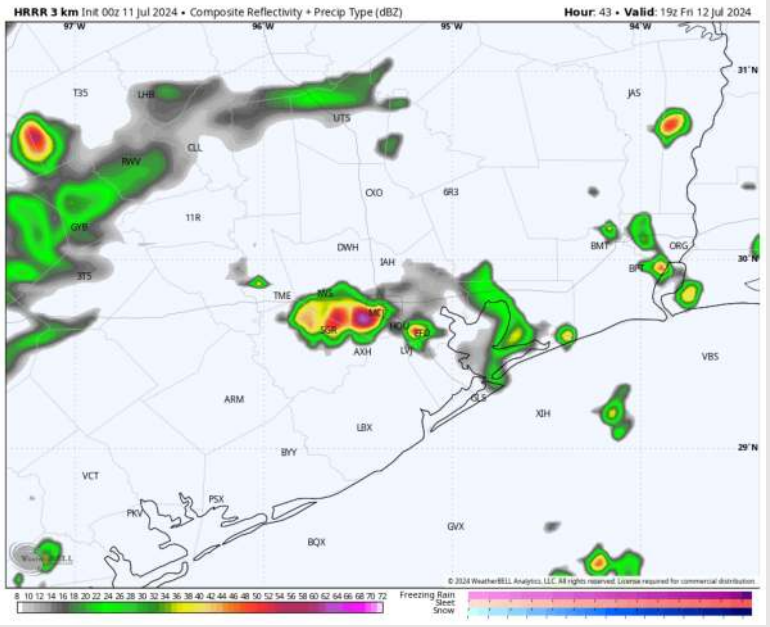 HRRR 3 km Init 00z 11 Jul 2024 • Composite Reflectivity + Precip Type (dBZ)
Hour: 43 • Valid: 19z Fri 12 Jul 2024
97°W 96°W 95°W 94°W
31°N
T35 LHB JAS
UTS
CLL
RWV
CXO 6R3
11R
GYB
DWH BMT ORG
30°N
IAH
3T5 BPT
TME
SGR HOU EFD
AXH LVJ
VBS
GLS
ARM XIH
LBX
29°N
BYY
VCT
PSX
PKV
GVX
BQX
© 2024 WeatherBELL Analytics, LLC. All rights reserved. License required for commercial distribution.
8 10 12 14 16 18 20 22 24 26 28 30 32 34 36 38 40 42 44 46 48 50 52 54 56 58 60 62 64 66 68 70 72
Freezing Rain
Sleet
Snow